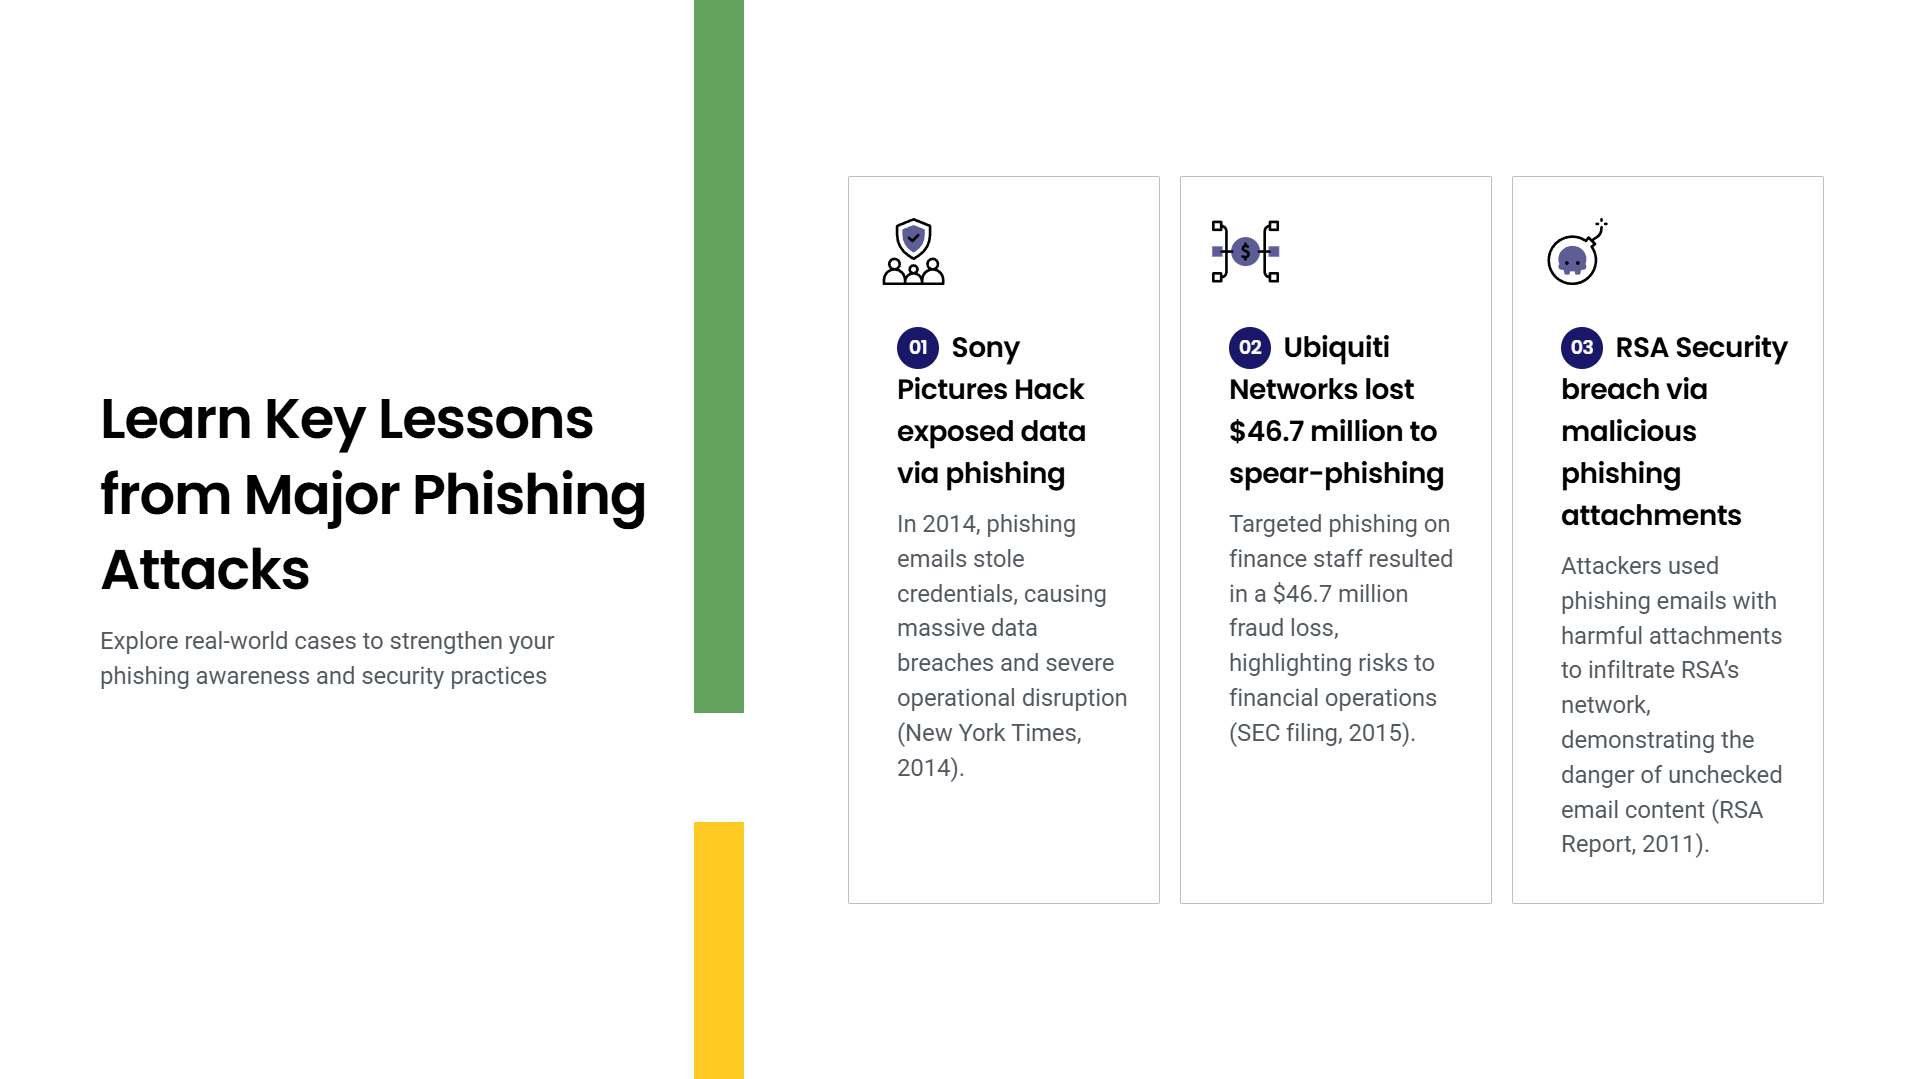 Learn Key Lessons
from Major Phishing
Attacks
Explore real-world cases to strengthen your
phishing awareness and security practices
01 Sony
Pictures Hack
exposed data
via phishing
In 2014, phishing
emails stole
credentials, causing
massive data
breaches and severe
operational disruption
(New York Times,
2014).
$
02 Ubiquiti
Networks lost
$46.7 million to
spear-phishing
Targeted phishing on
finance staff resulted
in a $46.7 million
fraud loss,
highlighting risks to
financial operations
(SEC filing, 2015).
03 RSA Security
breach via
malicious
phishing
attachments
Attackers used
phishing emails with
harmful attachments
to infiltrate RSA’s
network,
demonstrating the
danger of unchecked
email content (RSA
Report, 2011).